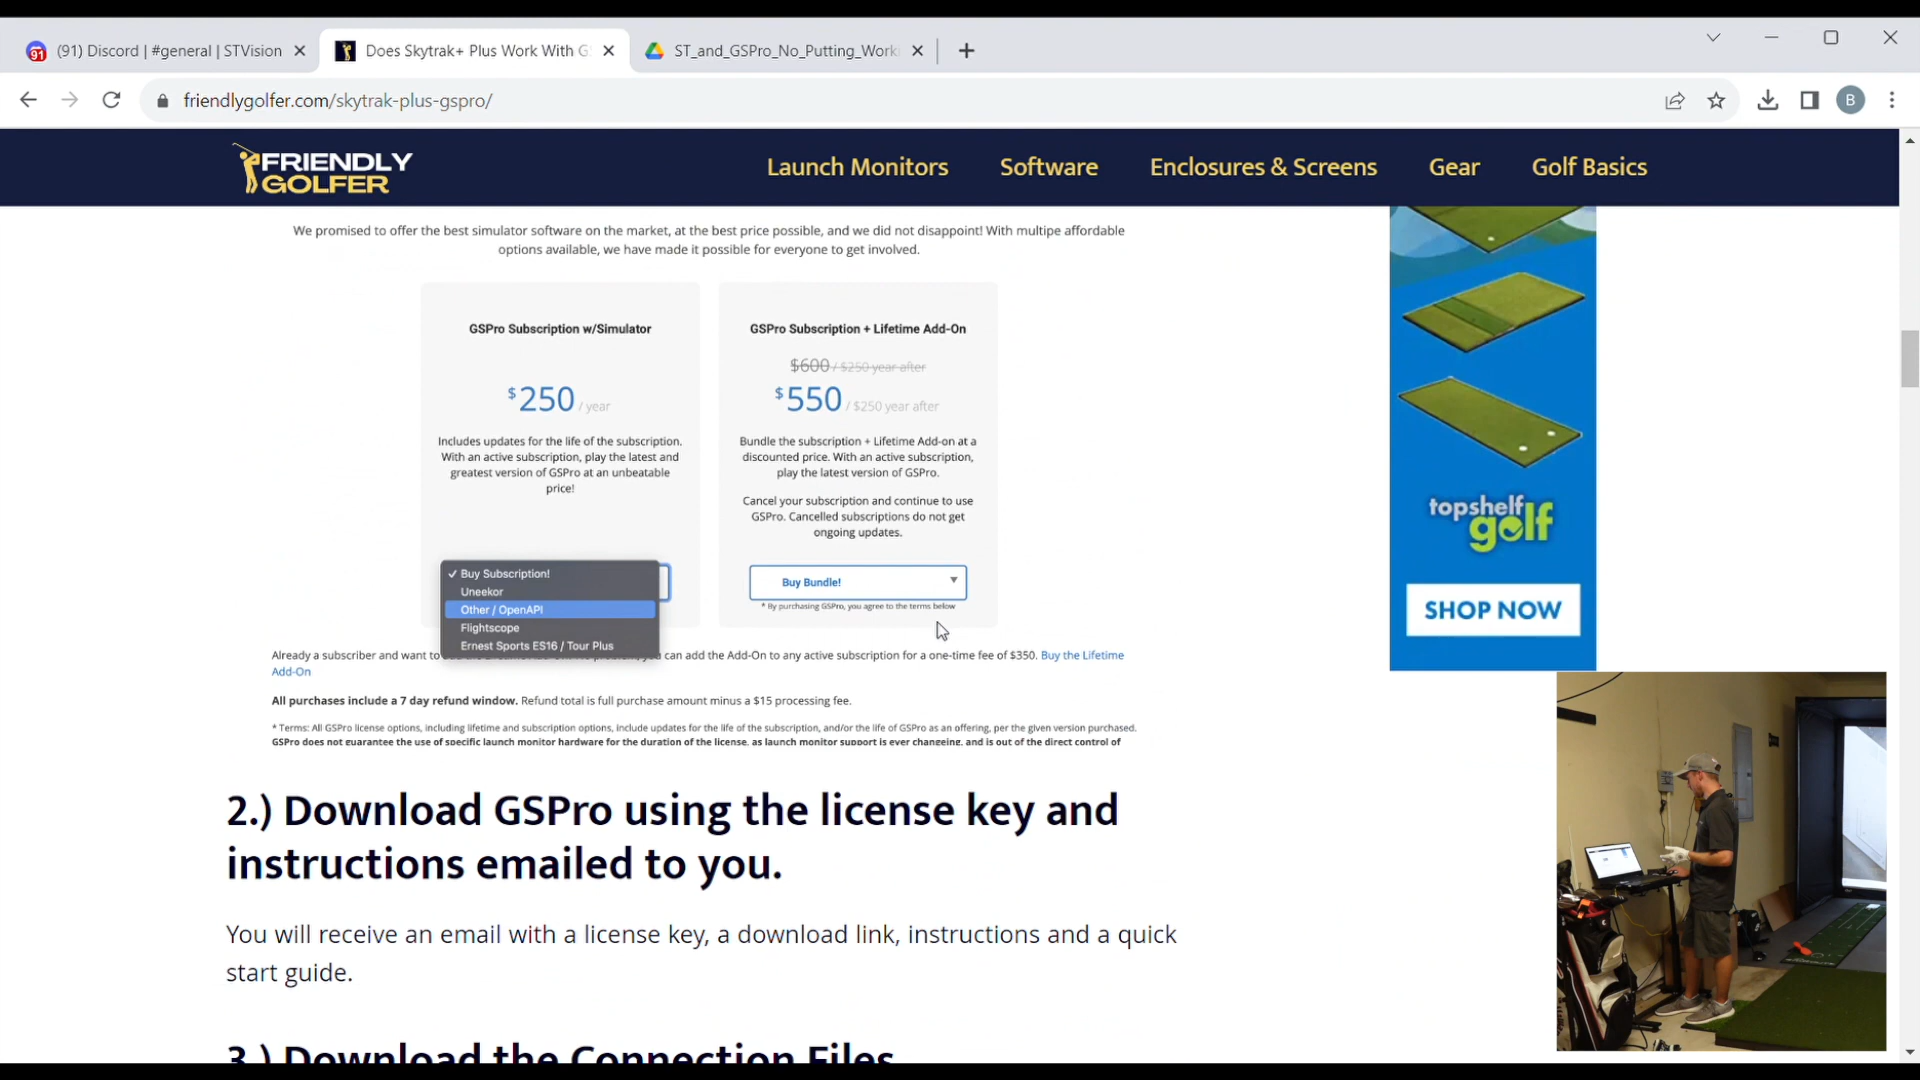 (91) Discord | #general | STVision
Does Skytrak+ Plus Work With G
ST_and_GSPro_No_Putting_Work
friendlygolfer.com/skytrak-plus-gspro/
B
FRIENDLY
GOLFER
Launch Monitors
Software
Enclosures & Screens
Gear
Golf Basics
We promised to offer the best simulator software on the market, at the best price possible, and we did not disappoint! With multipe affordable
options available, we have made it possible for everyone to get involved.
GSPro Subscription w/Simulator
$250 / year
Includes updates for the life of the subscription.
With an active subscription, play the latest and
greatest version of GSPro at an unbeatable
price!
✓ Buy Subscription!
Uneekor
Other / OpenAPI
Flightscope
Ernest Sports ES16 / Tour Plus
GSPro Subscription + Lifetime Add-On
$600 / $250 year after
$550 / $250 year after
Bundle the subscription + Lifetime Add-on at a
discounted price. With an active subscription,
play the latest version of GSPro.
Cancel your subscription and continue to use
GSPro. Cancelled subscriptions do not get
ongoing updates.
Buy Bundle!
* By purchasing GSPro, you agree to the terms below
Already a subscriber and want to can add the Add-On to any active subscription for a one-time fee of $350. Buy the Lifetime
Add-On
All purchases include a 7 day refund window. Refund total is full purchase amount minus a $15 processing fee.
* Terms: All GSPro license options, including lifetime and subscription options, include updates for the life of the subscription, and/or the life of GSPro as an offering, per the given version purchased.
GSPro does not guarantee the use of specific launch monitor hardware for the duration of the license, as launch monitor support is ever changeing, and is out of the direct control of
2.) Download GSPro using the license key and
instructions emailed to you.
You will receive an email with a license key, a download link, instructions and a quick
start guide.
3.) Download the Connection Files
topshelf
golf
SHOP NOW